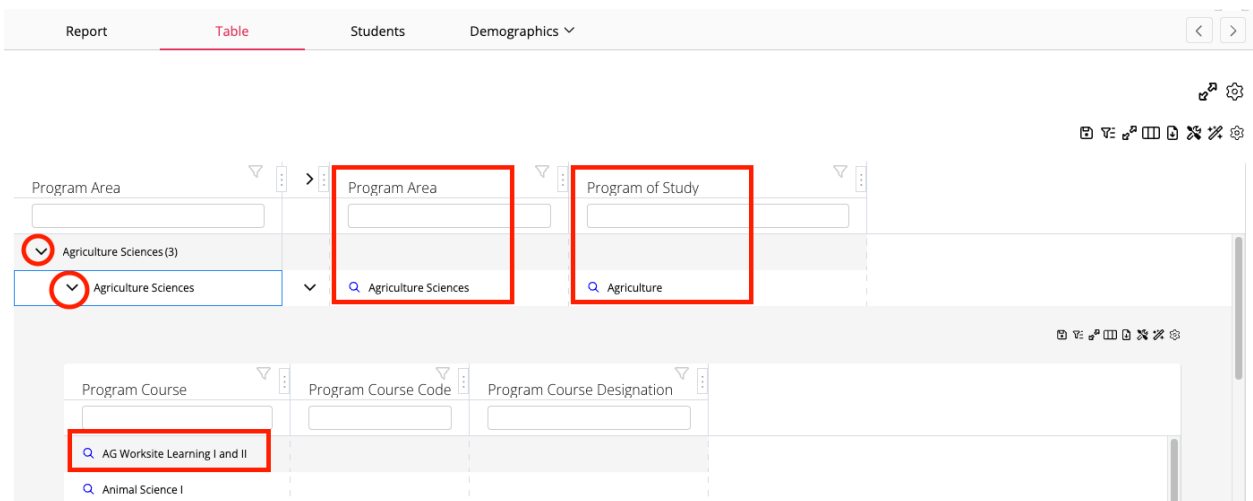 Report Table Students Demographics
Program Area Program Area Program of Study
Agriculture Sciences (3)
Agriculture Sciences Agriculture Sciences Agriculture
Program Course Program Course Code Program Course Designation
AG Worksite Learning I and II
Animal Science I